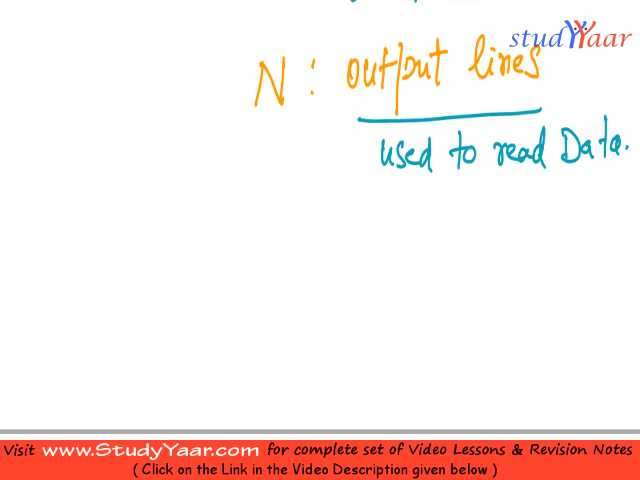 studYYaar
N : output lines
used to read Data.
Visit www.StudyYaar.com for complete set of Video Lessons & Revision Notes
( Click on the Link in the Video Description given below )